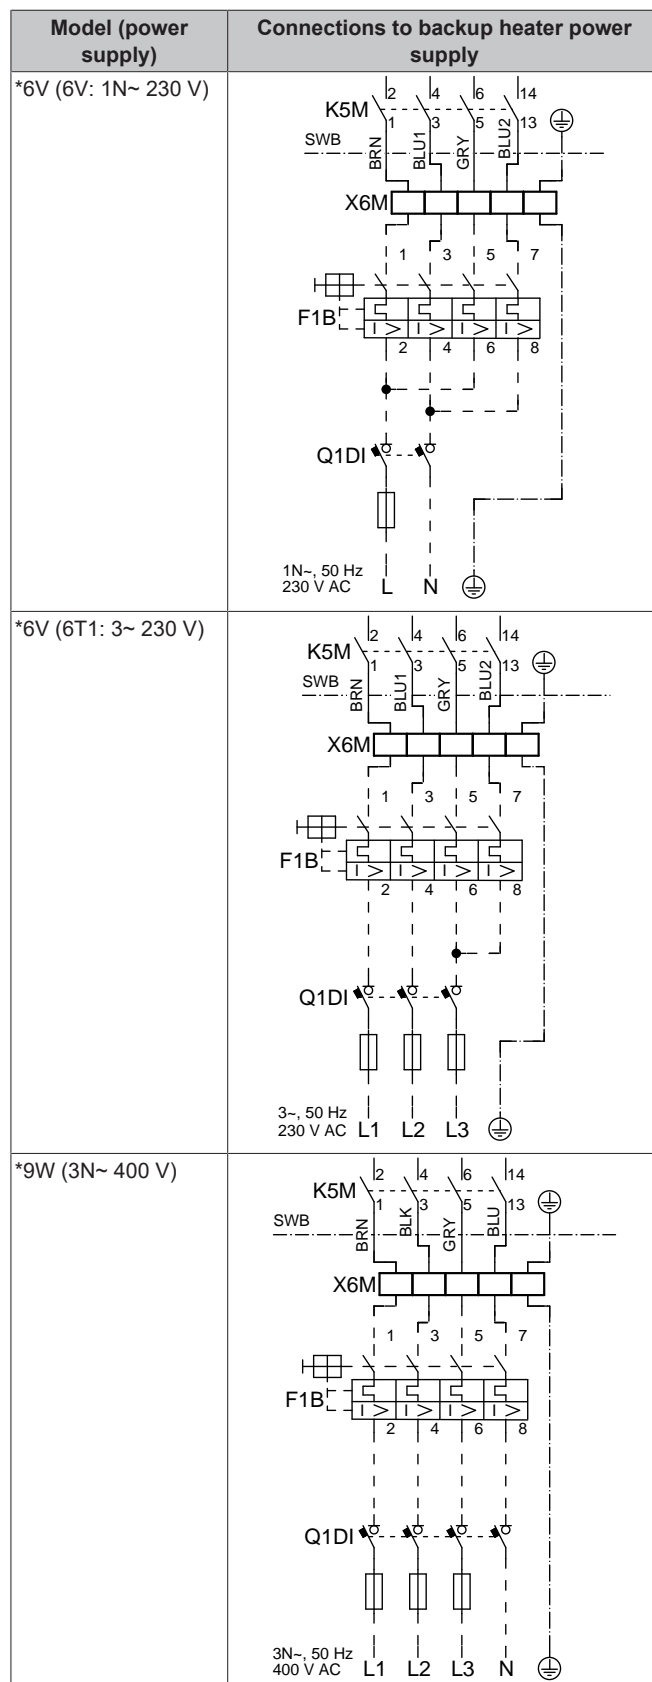 Model (power supply)
Connections to backup heater power supply
*6V (6V: 1N~ 230 V)
2 4 6 14
K5M
1 3 5 13
SWB
BRN BLU1 GRY BLU2
X6M
1 3 5 7
F1B
I > I > I > I >
2 4 6 8
Q1DI
1N~, 50 Hz
230 V AC L N
*6V (6T1: 3~ 230 V)
2 4 6 14
K5M
1 3 5 13
SWB
BRN BLU1 GRY BLU2
X6M
1 3 5 7
F1B
I > I > I > I >
2 4 6 8
Q1DI
3~, 50 Hz
230 V AC L1 L2 L3
*9W (3N~ 400 V)
2 4 6 14
K5M
1 3 5 13
SWB
BRN BLK GRY BLU
X6M
1 3 5 7
F1B
I > I > I > I >
2 4 6 8
Q1DI
3N~, 50 Hz
400 V AC L1 L2 L3 N